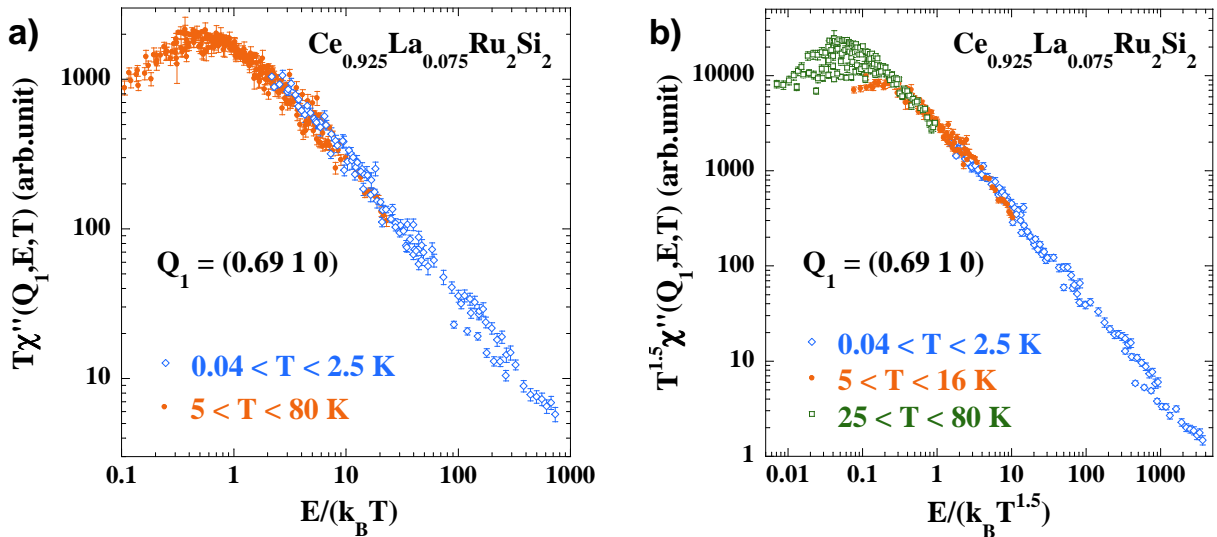 a)
Ce0.925La0.075Ru2Si2
Tχ''(Q1,E,T) (arb.unit)
1000
100
10
Q1 = (0.69 1 0)
0.04 < T < 2.5 K
5 < T < 80 K
0.1 1 10 100 1000
E/(kBT)
b)
Ce0.925La0.075Ru2Si2
T1.5χ''(Q1,E,T) (arb.unit)
10000
1000
100
10
1
Q1 = (0.69 1 0)
0.04 < T < 2.5 K
5 < T < 16 K
25 < T < 80 K
0.01 0.1 1 10 100 1000
E/(kBT1.5)